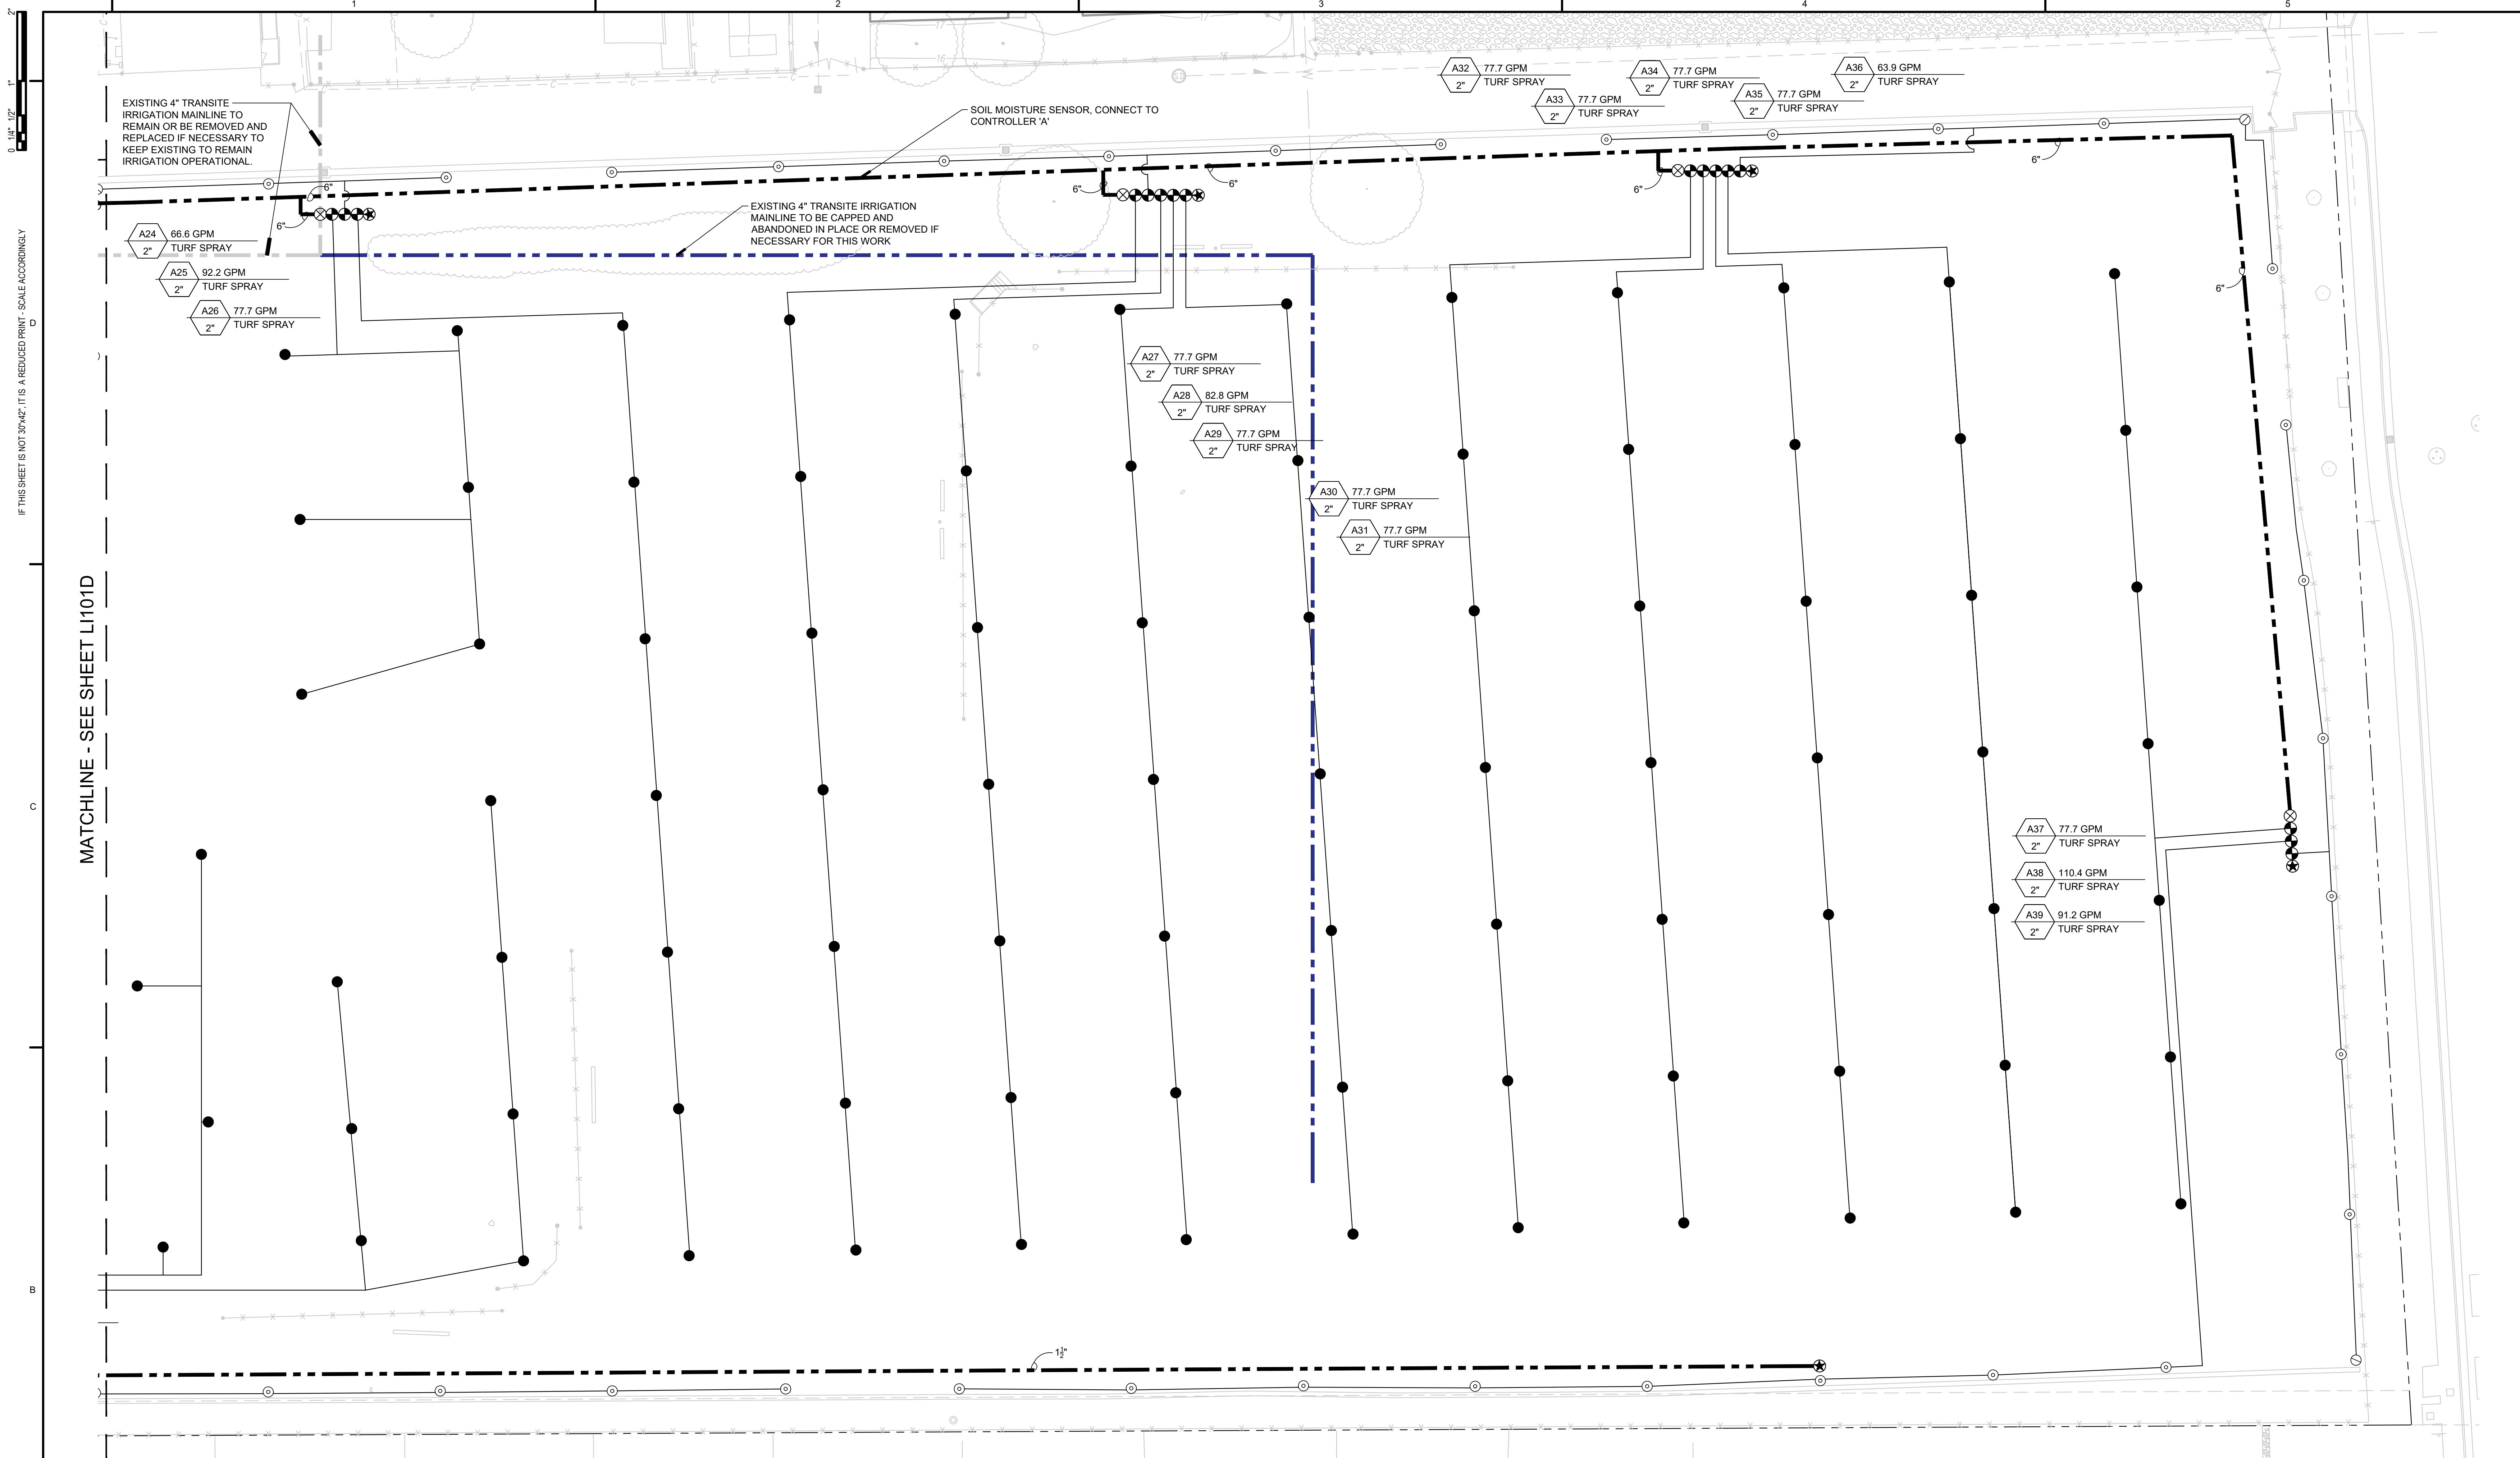 1
2
3
4
5
2"
1"
1/2"
1/4"
0
IF THIS SHEET IS NOT 30"x42", IT IS A REDUCED PRINT - SCALE ACCORDINGLY
D
C
B
MATCHLINE - SEE SHEET LI101D
EXISTING 4" TRANSITE
IRRIGATION MAINLINE TO
REMAIN OR BE REMOVED AND
REPLACED IF NECESSARY TO
KEEP EXISTING TO REMAIN
IRRIGATION OPERATIONAL.
SOIL MOISTURE SENSOR, CONNECT TO
CONTROLLER 'A'
EXISTING 4" TRANSITE IRRIGATION
MAINLINE TO BE CAPPED AND
ABANDONED IN PLACE OR REMOVED IF
NECESSARY FOR THIS WORK
17
16
16
SB
A32 77.7 GPM
2" TURF SPRAY
A33 77.7 GPM
2" TURF SPRAY
A34 77.7 GPM
2" TURF SPRAY
A35 77.7 GPM
2" TURF SPRAY
A36 63.9 GPM
2" TURF SPRAY
6"
6"
6"
6"
6"
6"
6"
A24 66.6 GPM
2" TURF SPRAY
A25 92.2 GPM
2" TURF SPRAY
A26 77.7 GPM
2" TURF SPRAY
A27 77.7 GPM
2" TURF SPRAY
A28 82.8 GPM
2" TURF SPRAY
A29 77.7 GPM
2" TURF SPRAY
A30 77.7 GPM
2" TURF SPRAY
A31 77.7 GPM
2" TURF SPRAY
A37 77.7 GPM
2" TURF SPRAY
A38 110.4 GPM
2" TURF SPRAY
A39 91.2 GPM
2" TURF SPRAY
1½"